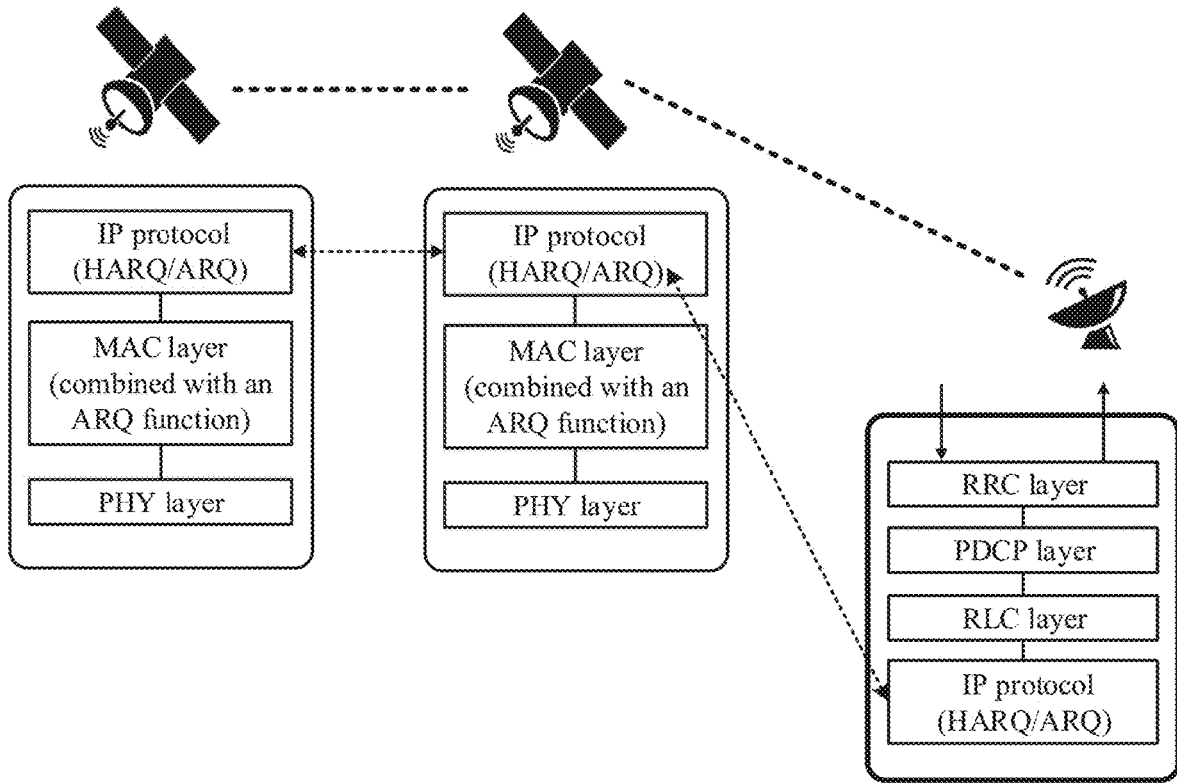 IP protocol
(HARQ/ARQ)
MAC layer
(combined with an
ARQ function)
PHY layer
IP protocol
(HARQ/ARQ)
MAC layer
(combined with an
ARQ function)
PHY layer
RRC layer
PDCP layer
RLC layer
IP protocol
(HARQ/ARQ)